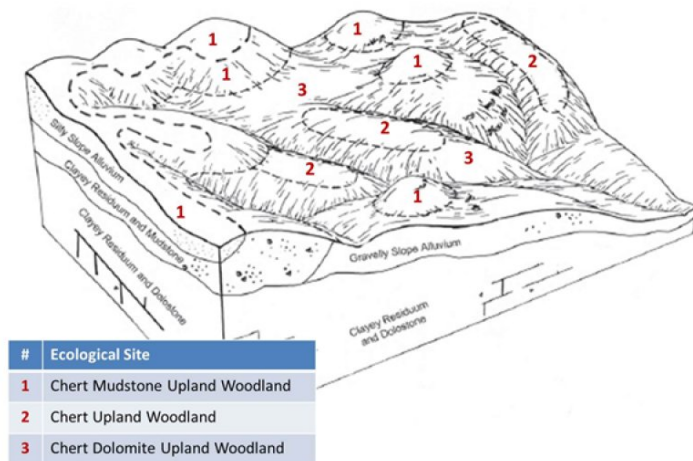 1
1
1
1
2
3
2
2
3
1
1
Silty Slope Alluvium
Clayey Residuum and Mudstone
Clayey Residuum and Dolostone
Gravelly Slope Alluvium
Clayey Residuum
and Dolostone
# Ecological Site
1 Chert Mudstone Upland Woodland
2 Chert Upland Woodland
3 Chert Dolomite Upland Woodland